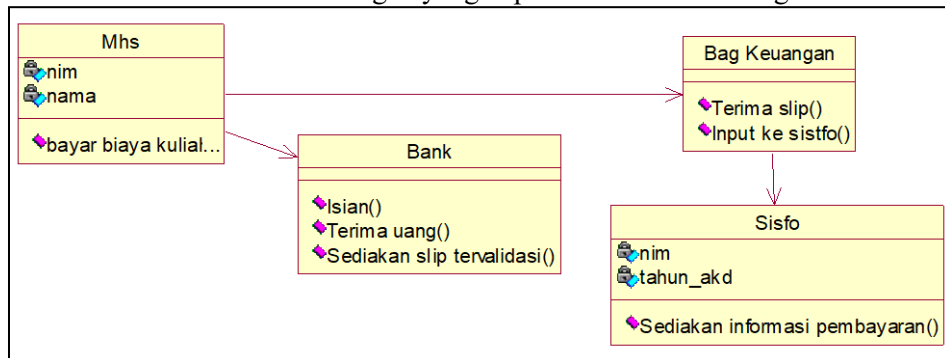 Mhs
nim
nama
bayar biaya kulial...
Bag Keuangan
Terima slip()
Input ke sistfo()
Bank
Isian()
Terima uang()
Sediakan slip tervalidasi()
Sisfo
nim
tahun_akd
Sediakan informasi pembayaran()